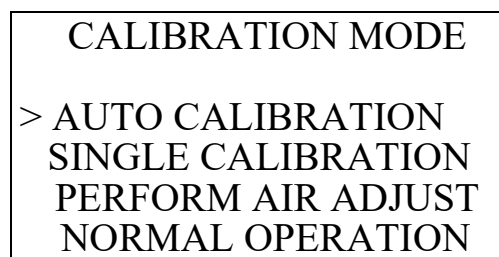 CALIBRATION MODE
> AUTO CALIBRATION
SINGLE CALIBRATION
PERFORM AIR ADJUST
NORMAL OPERATION